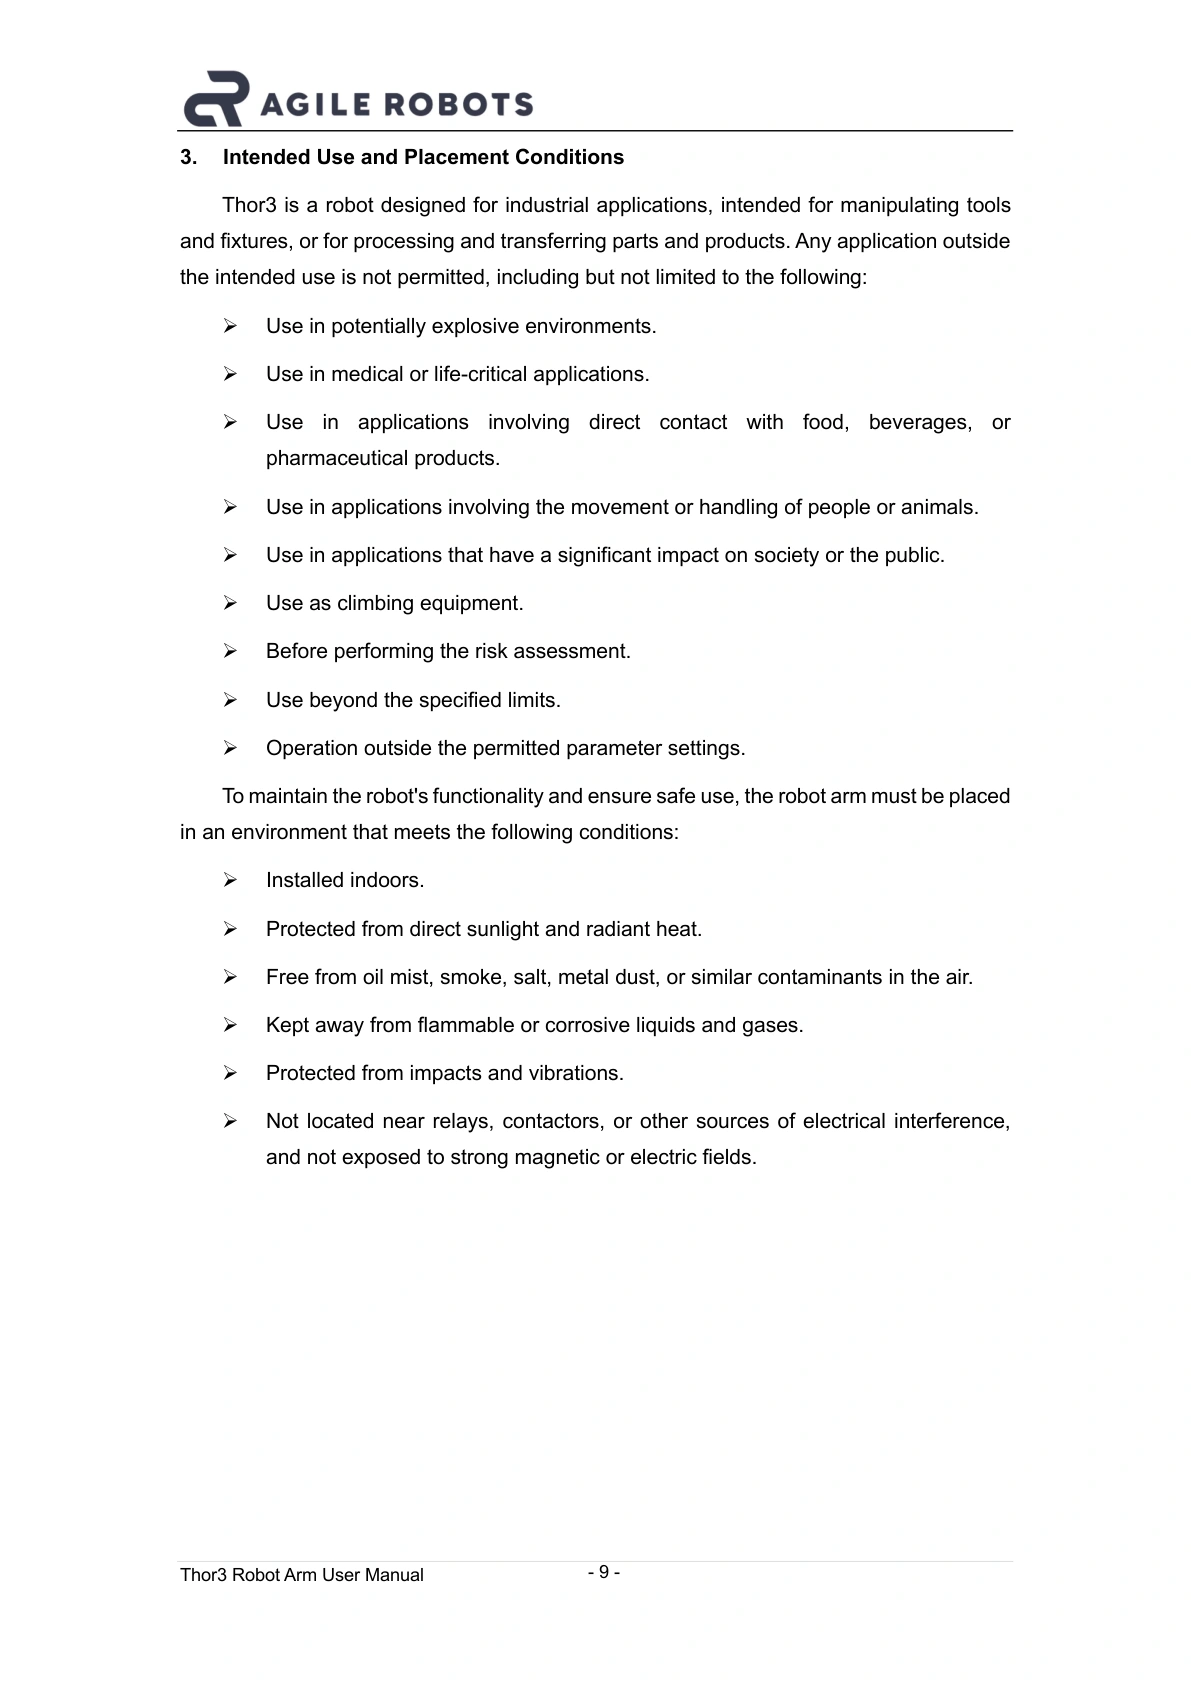 AGILE ROBOTS
3. Intended Use and Placement Conditions
Thor3 is a robot designed for industrial applications, intended for manipulating tools
and fixtures, or for processing and transferring parts and products. Any application outside
the intended use is not permitted, including but not limited to the following:
➢ Use in potentially explosive environments.
➢ Use in medical or life-critical applications.
➢ Use in applications involving direct contact with food, beverages, or
pharmaceutical products.
➢ Use in applications involving the movement or handling of people or animals.
➢ Use in applications that have a significant impact on society or the public.
➢ Use as climbing equipment.
➢ Before performing the risk assessment.
➢ Use beyond the specified limits.
➢ Operation outside the permitted parameter settings.
To maintain the robot's functionality and ensure safe use, the robot arm must be placed
in an environment that meets the following conditions:
➢ Installed indoors.
➢ Protected from direct sunlight and radiant heat.
➢ Free from oil mist, smoke, salt, metal dust, or similar contaminants in the air.
➢ Kept away from flammable or corrosive liquids and gases.
➢ Protected from impacts and vibrations.
➢ Not located near relays, contactors, or other sources of electrical interference,
and not exposed to strong magnetic or electric fields.
Thor3 Robot Arm User Manual - 9 -